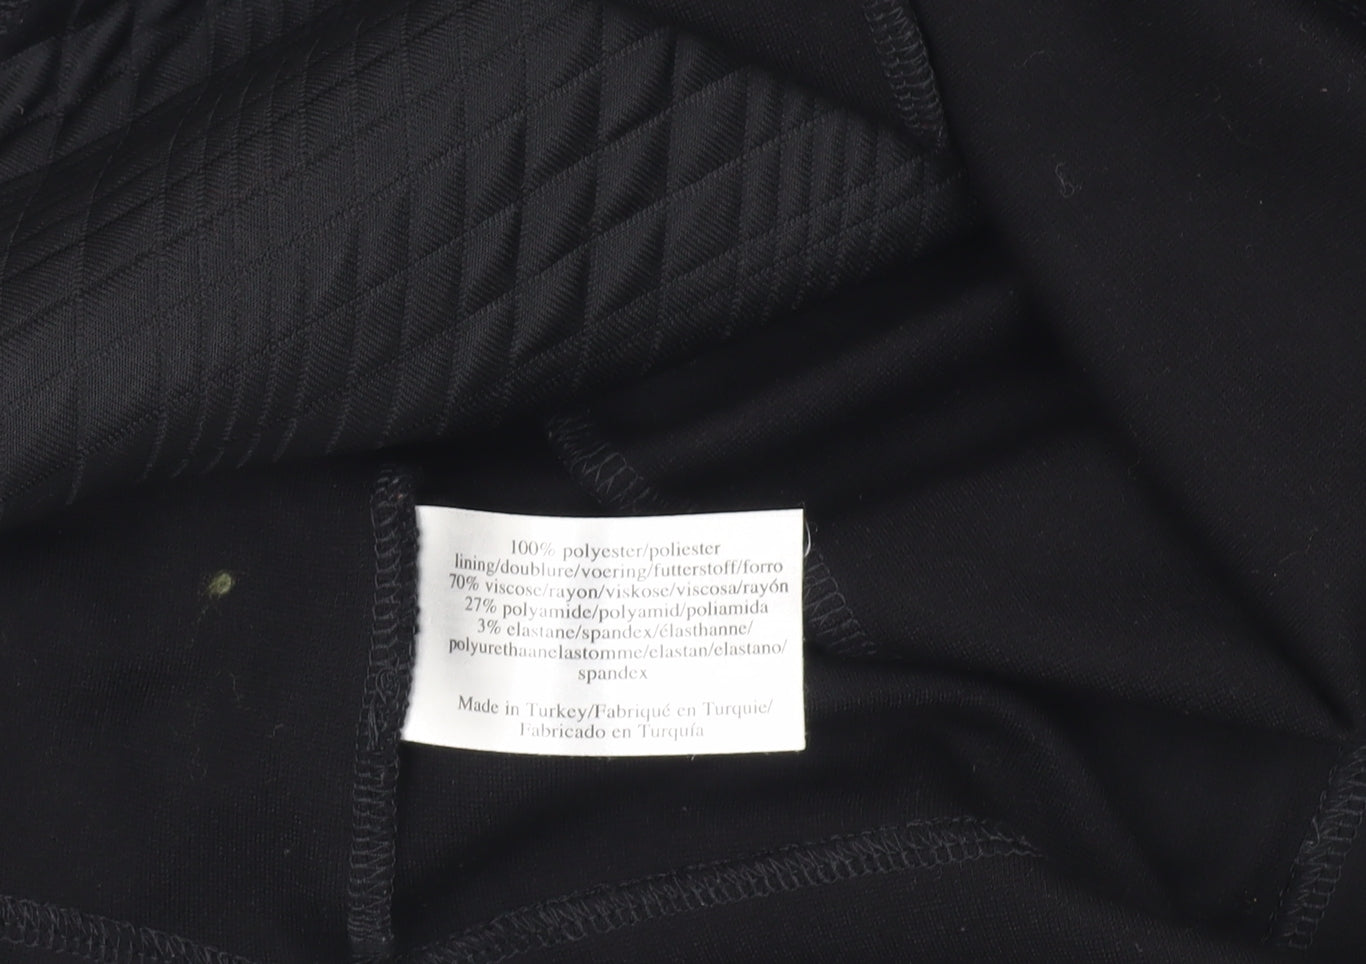 100% polyester/poliester
lining/doublure/voering/futterstoff/forro
70% viscose/rayon/viskose/viscosa/rayón
27% polyamide/polyamid/poliamida
3% elastane/spandex/élasthanne/
polyurethaanelastomme/elastan/elastano/
spandex
Made in Turkey/Fabriqué en Turquie/
Fabricado en Turquía